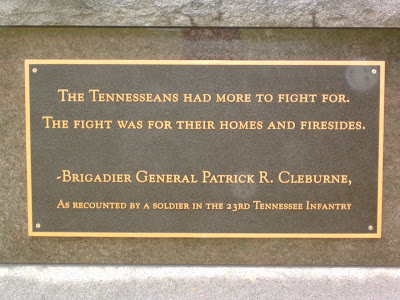 The Tennesseans had more to fight for.
The fight was for their homes and firesides.
-Brigadier General Patrick R. Cleburne,
As recounted by a soldier in the 23rd Tennessee Infantry